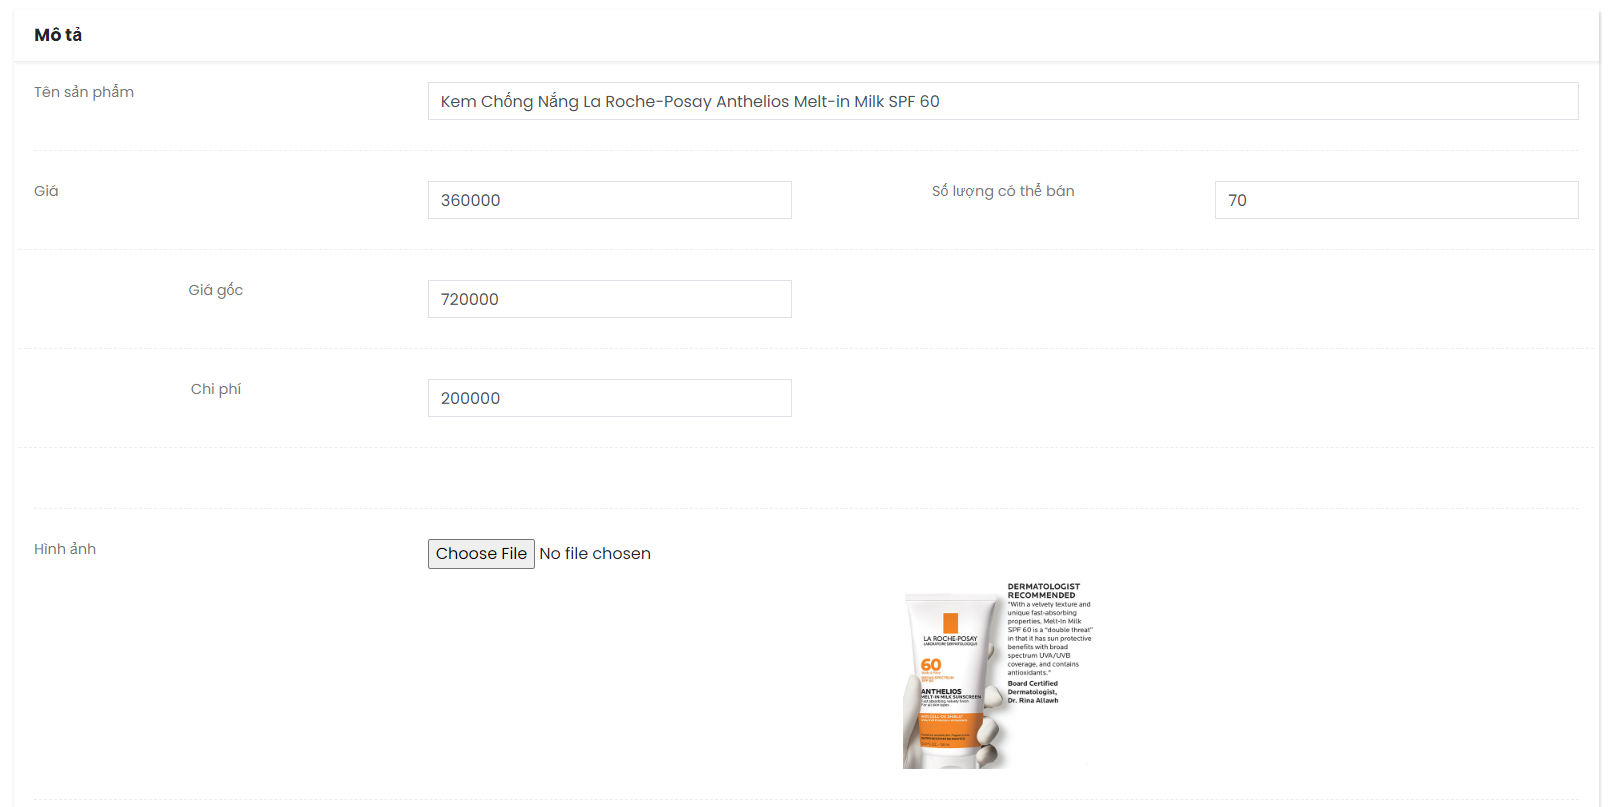 Mô tả
Tên sản phẩm
Kem Chống Nắng La Roche-Posay Anthelios Melt-in Milk SPF 60
Giá
360000
Số lượng có thể bán
70
Giá gốc
720000
Chi phí
200000
Hình ảnh
Choose File No file chosen
DERMATOLOGIST
RECOMMENDED
"With a velvety texture and
unique fast-absorbing
properties, Melt-In Milk
SPF 60 is a "double threat"
in that it has sun protective
benefits with broad
spectrum UVA/UVB
coverage, and contains
antioxidants."
Board Certified
Dermatologist,
Dr. Rina Allawh
LA ROCHE-POSAY
LABORATOIRE DERMATOLOGIQUE
60
ANTHELIOS
MELT-IN MILK SUNSCREEN